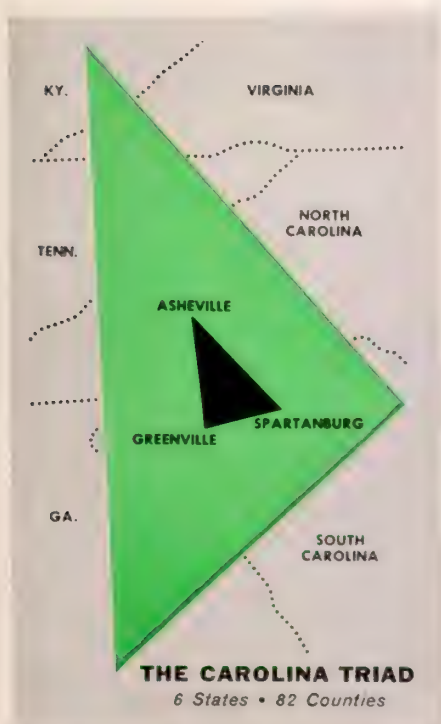 KY.
VIRGINIA
NORTH
CAROLINA
TENN.
ASHEVILLE
SPARTANBURG
GREENVILLE
GA.
SOUTH
CAROLINA
THE CAROLINA TRIAD
6 States • 82 Counties